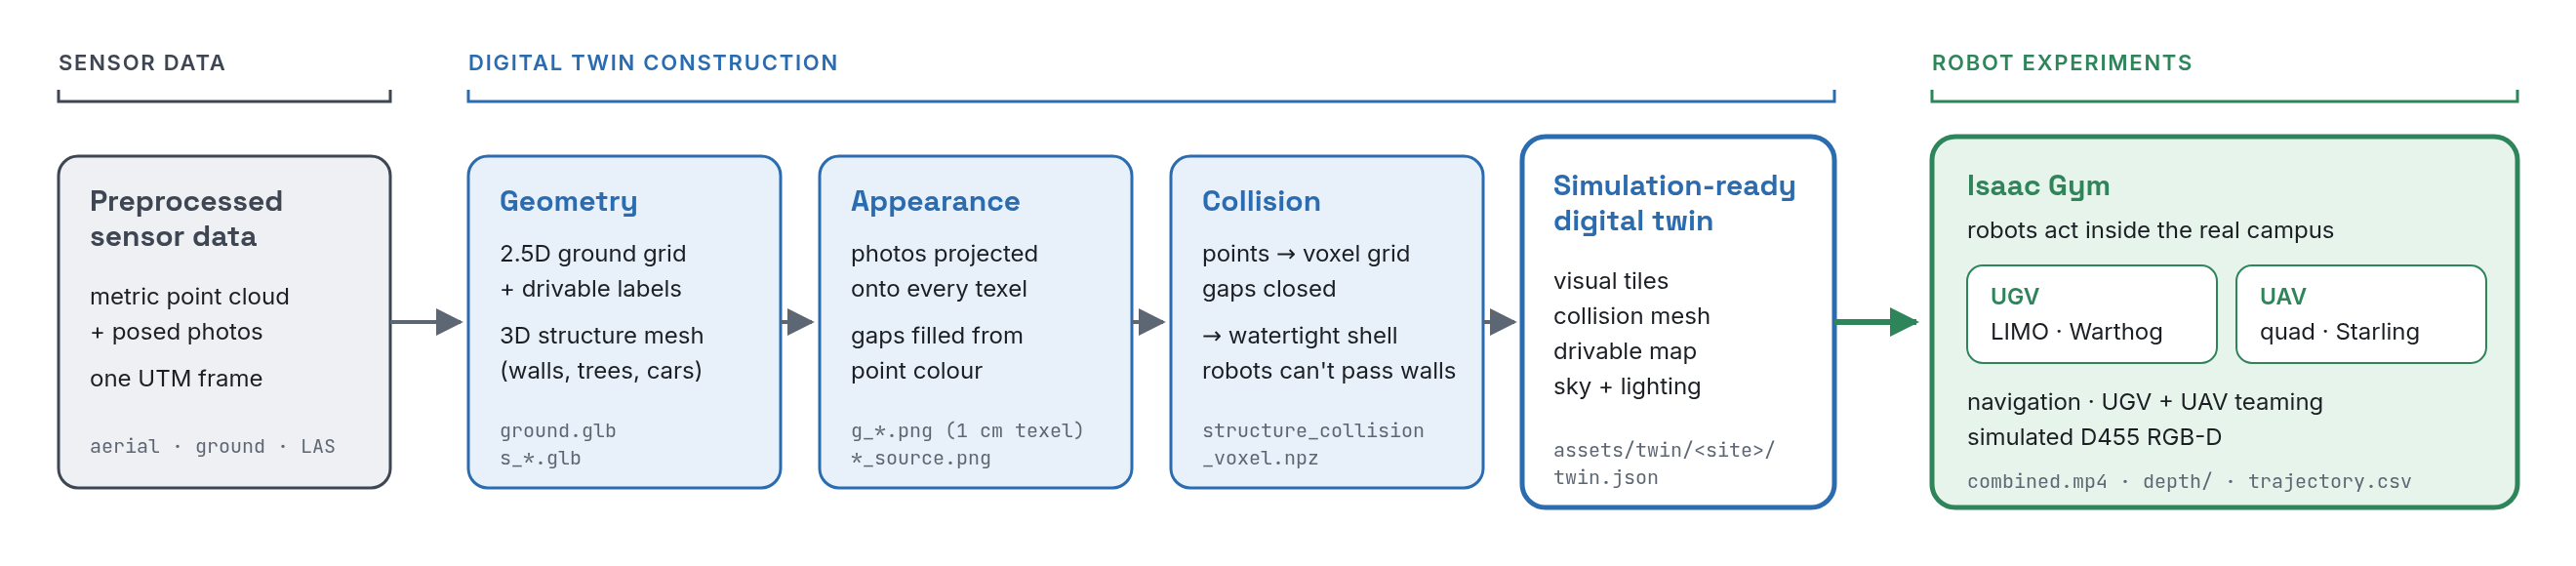 SENSOR DATA
DIGITAL TWIN CONSTRUCTION
ROBOT EXPERIMENTS
Preprocessed
sensor data
metric point cloud
+ posed photos
one UTM frame
aerial · ground · LAS
Geometry
2.5D ground grid
+ drivable labels
3D structure mesh
(walls, trees, cars)
ground.glb
s_*.glb
Appearance
photos projected
onto every texel
gaps filled from
point colour
g_*.png (1 cm texel)
*_source.png
Collision
points → voxel grid
gaps closed
→ watertight shell
robots can't pass walls
structure_collision
_voxel.npz
Simulation-ready
digital twin
visual tiles
collision mesh
drivable map
sky + lighting
assets/twin/<site>/
twin.json
Isaac Gym
robots act inside the real campus
UGV
LIMO · Warthog
UAV
quad · Starling
navigation · UGV + UAV teaming
simulated D455 RGB-D
combined.mp4 · depth/ · trajectory.csv